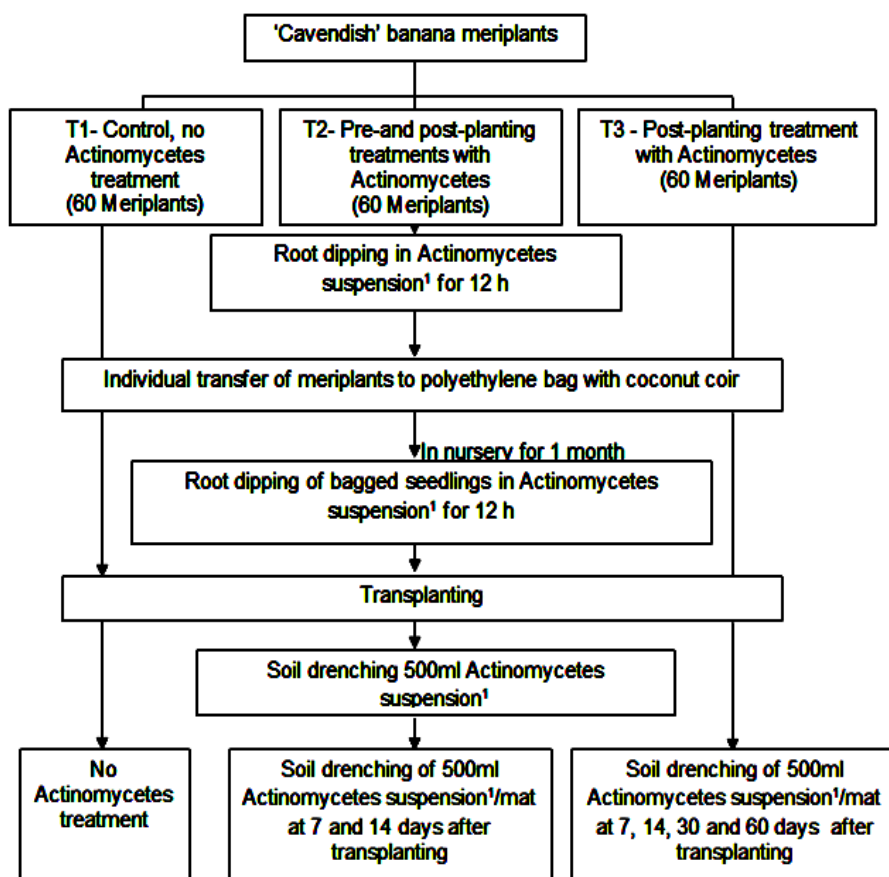 'Cavendish' banana meriplants
T1- Control, no
Actinomycetes
treatment
(60 Meriplants)
T2- Pre-and post-planting
treatments with
Actinomycetes
(60 Meriplants)
T3 - Post-planting treatment
with Actinomycetes
(60 Meriplants)
Root dipping in Actinomycetes
suspension¹ for 12 h
Individual transfer of meriplants to polyethylene bag with coconut coir
In nursery for 1 month
Root dipping of bagged seedlings in Actinomycetes
suspension¹ for 12 h
Transplanting
Soil drenching 500ml Actinomycetes
suspension¹
No
Actinomycetes
treatment
Soil drenching of 500ml
Actinomycetes suspension¹/mat
at 7 and 14 days after
transplanting
Soil drenching of 500ml
Actinomycetes suspension¹/mat
at 7, 14, 30 and 60 days after
transplanting